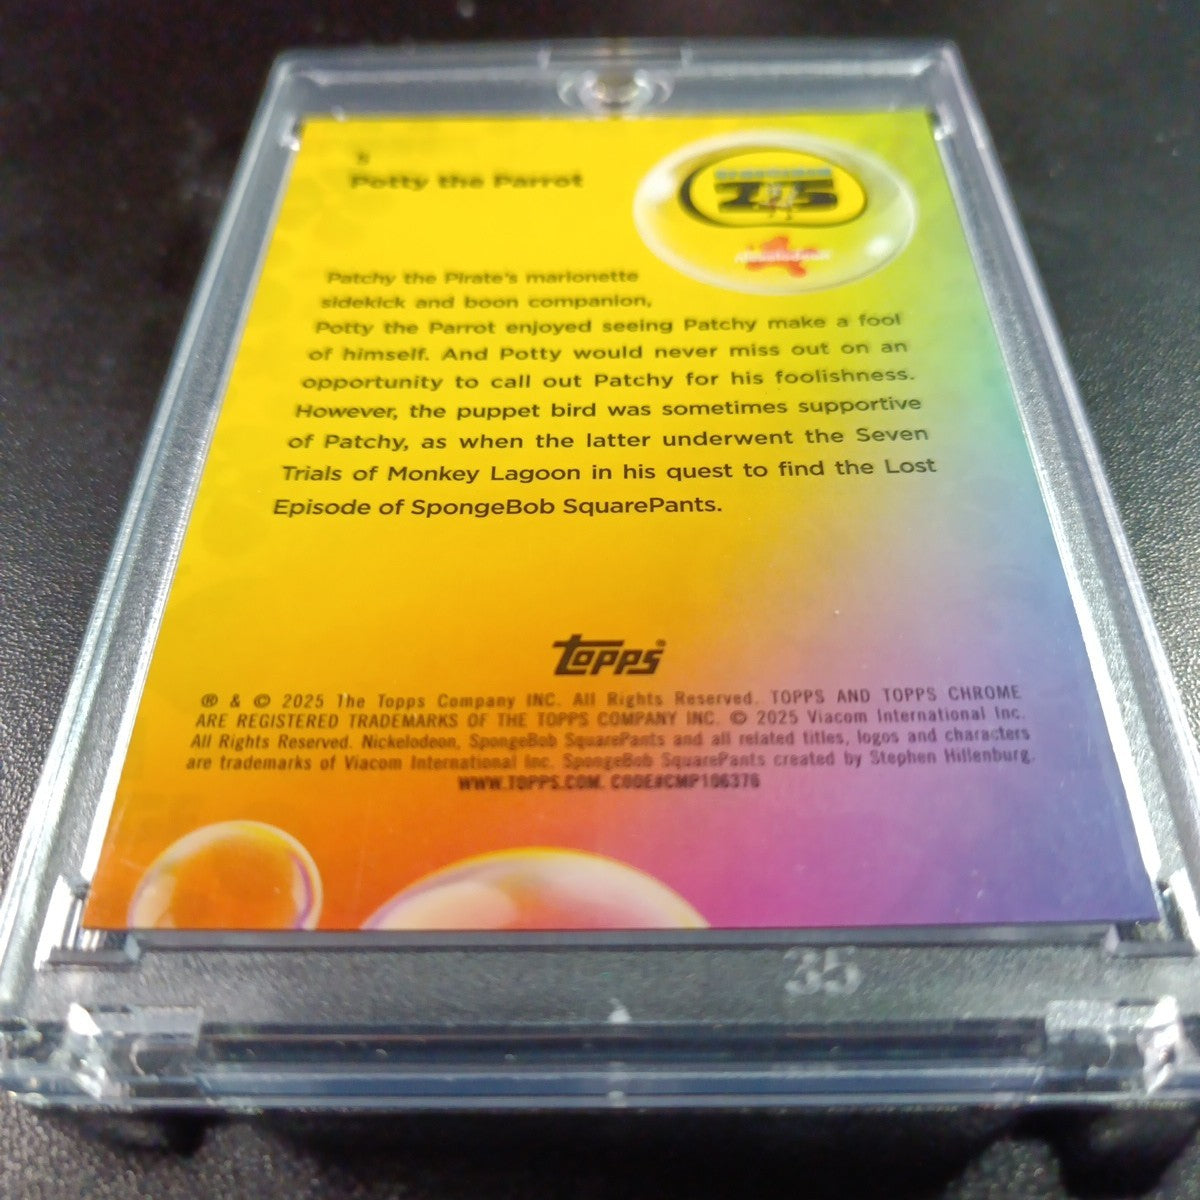 Potty the Parrot
25
nickelodeon
Patchy the Pirate's marionette
sidekick and boon companion,
Potty the Parrot enjoyed seeing Patchy make a fool
of himself. And Potty would never miss out on an
opportunity to call out Patchy for his foolishness.
However, the puppet bird was sometimes supportive
of Patchy, as when the latter underwent the Seven
Trials of Monkey Lagoon in his quest to find the Lost
Episode of SpongeBob SquarePants.
topps®
® & © 2025 The Topps Company INC. All Rights Reserved. TOPPS AND TOPPS CHROME
ARE REGISTERED TRADEMARKS OF THE TOPPS COMPANY INC. © 2025 Viacom International Inc.
All Rights Reserved. Nickelodeon, SpongeBob SquarePants and all related titles, logos and characters
are trademarks of Viacom International Inc. SpongeBob SquarePants created by Stephen Hillenburg.
WWW.TOPPS.COM. CODE#CMP106376
35